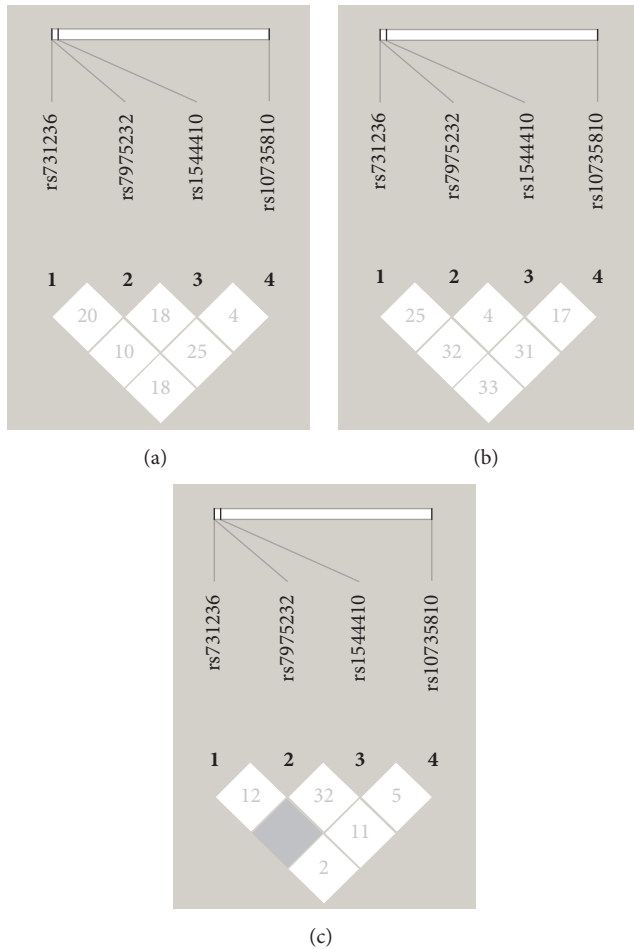 rs731236
rs7975232
rs1544410
rs10735810
1 2 3 4
20 18 4
10 25
18
(a)
rs731236
rs7975232
rs1544410
rs10735810
1 2 3 4
25 4 17
32 31
33
(b)
rs731236
rs7975232
rs1544410
rs10735810
1 2 3 4
12 32 5
11
2
(c)